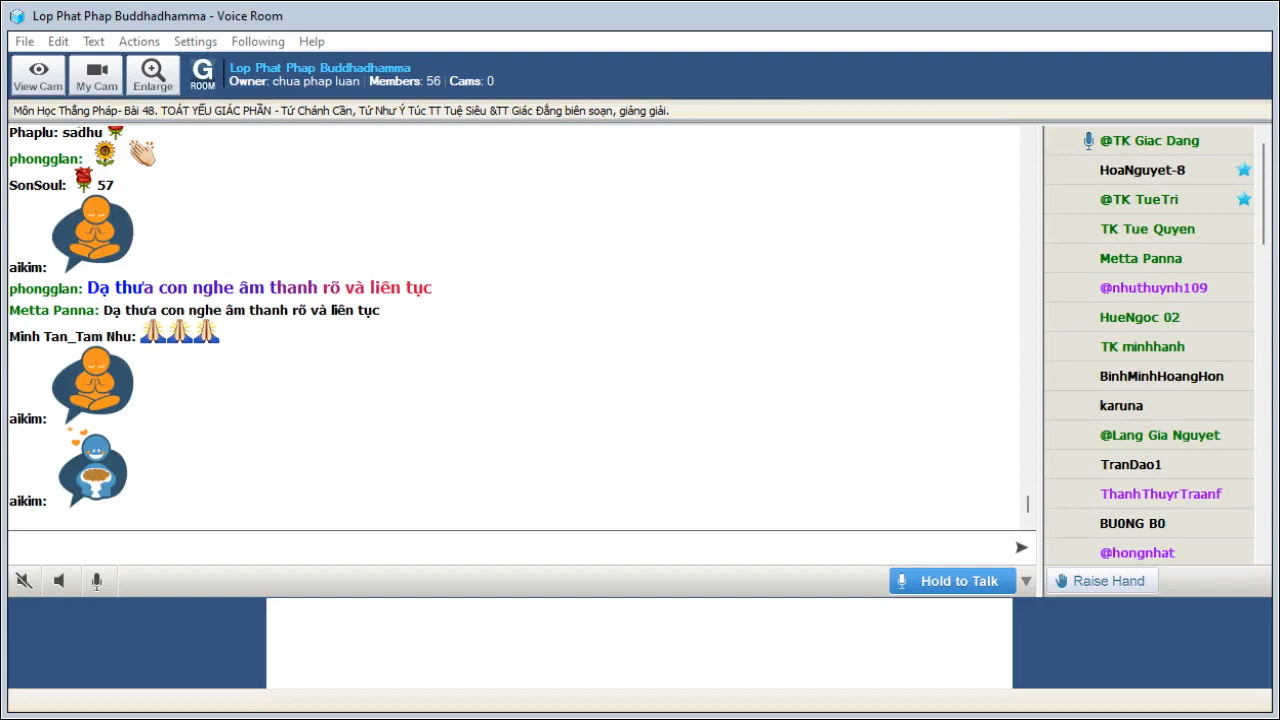 Lop Phat Phap Buddhadhamma - Voice Room
File Edit Text Actions Settings Following Help
View Cam
My Cam
Enlarge
G ROOM
Lop Phat Phap Buddhadhamma
Owner: chua phap luan | Members: 56 | Cams: 0
Môn Học Thắng Pháp- Bài 48. TOÁT YẾU GIÁC PHẦN - Tứ Chánh Cần, Tứ Như Ý Túc TT Tuệ Siêu &TT Giác Đẳng biên soạn, giảng giải.
Phaplu: sadhu
phongglan:
SonSoul: 57
aikim:
phongglan: Dạ thưa con nghe âm thanh rõ và liên tục
Metta Panna: Dạ thưa con nghe âm thanh rõ và liên tục
Minh Tan_Tam Nhu:
aikim:
aikim:
@TK Giac Dang
HoaNguyet-8
@TK TueTri
TK Tue Quyen
Metta Panna
@nhuthuynh109
HueNgoc 02
TK minhhanh
BinhMinhHoangHon
karuna
@Lang Gia Nguyet
TranDao1
ThanhThuyrTraanf
BU0NG B0
@hongnhat
Hold to Talk
Raise Hand